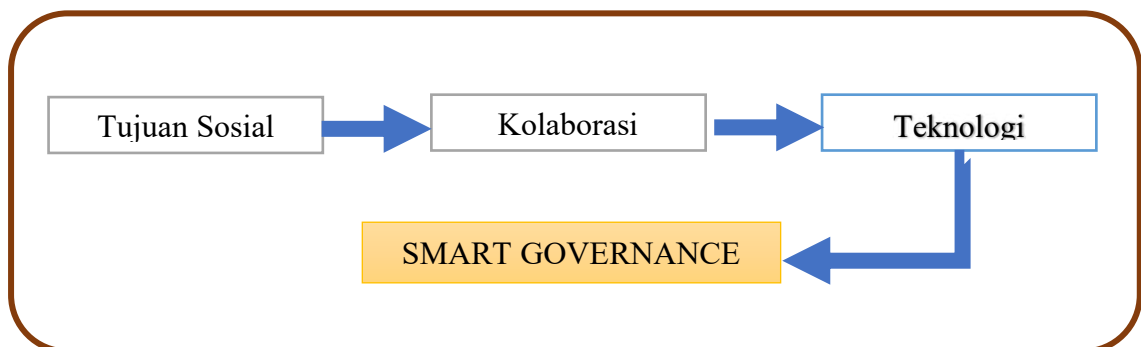 Tujuan Sosial
Kolaborasi
Teknologi
SMART GOVERNANCE